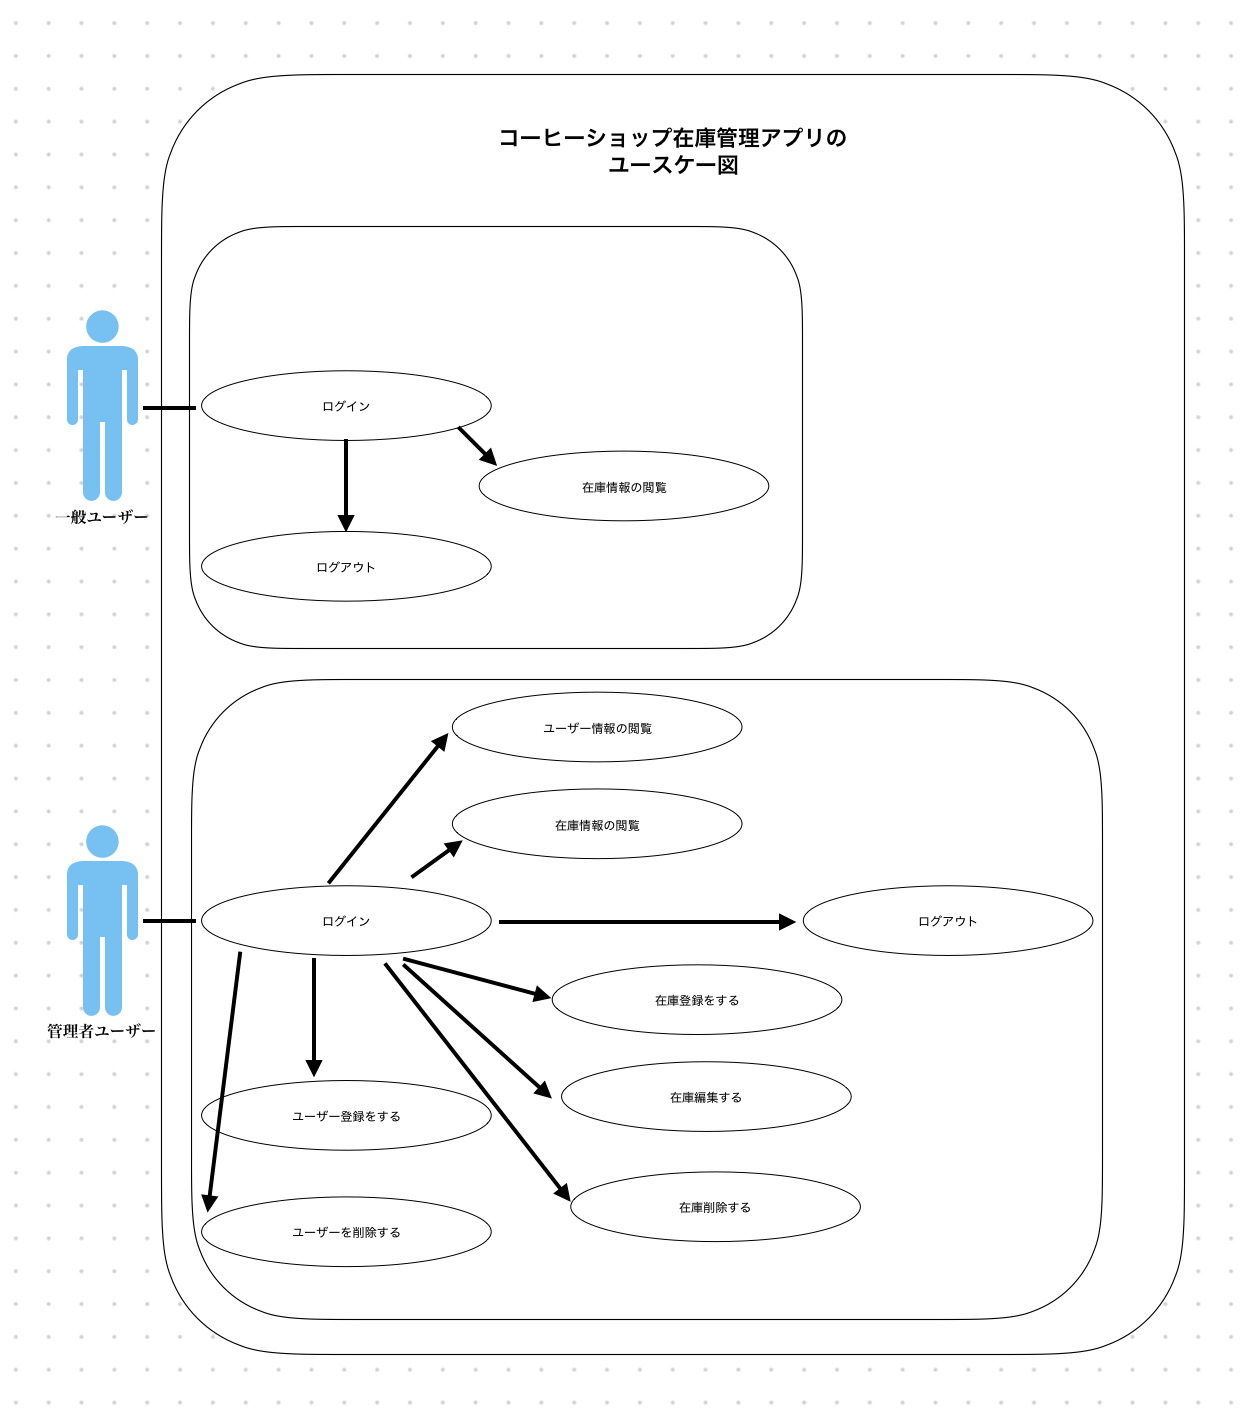 コーヒーショップ在庫管理アプリの
ユースケー図
ログイン
在庫情報の閲覧
一般ユーザー
ログアウト
ユーザー情報の閲覧
在庫情報の閲覧
ログイン
ログアウト
在庫登録をする
管理者ユーザー
在庫編集する
ユーザー登録をする
在庫削除する
ユーザーを削除する